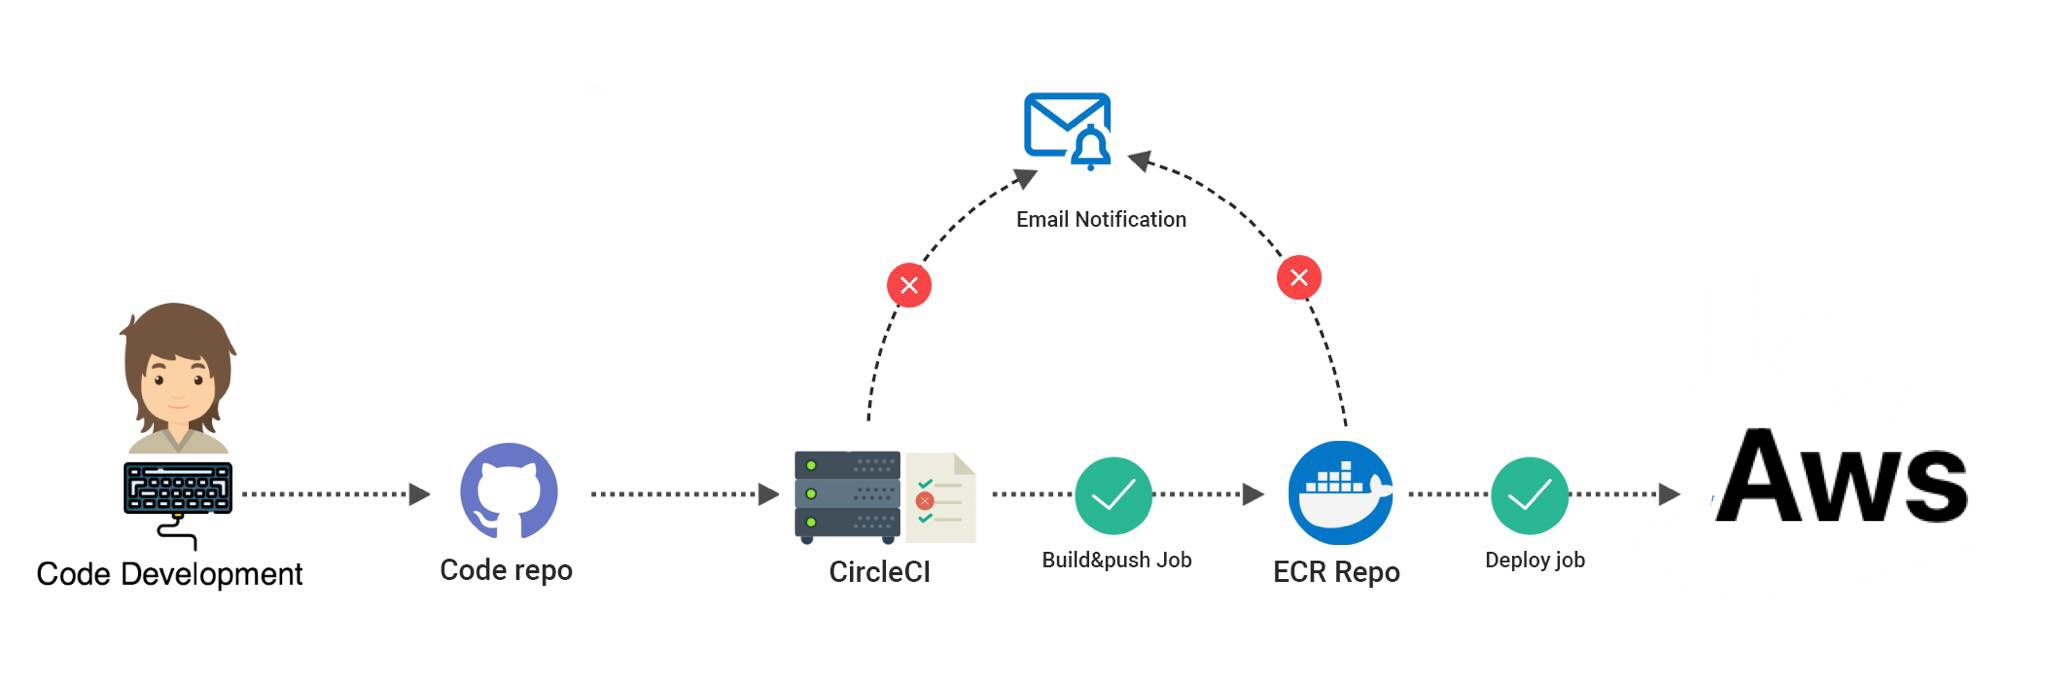 Email Notification
Code Development
Code repo
CircleCI
Build&push Job
ECR Repo
Deploy job
Aws